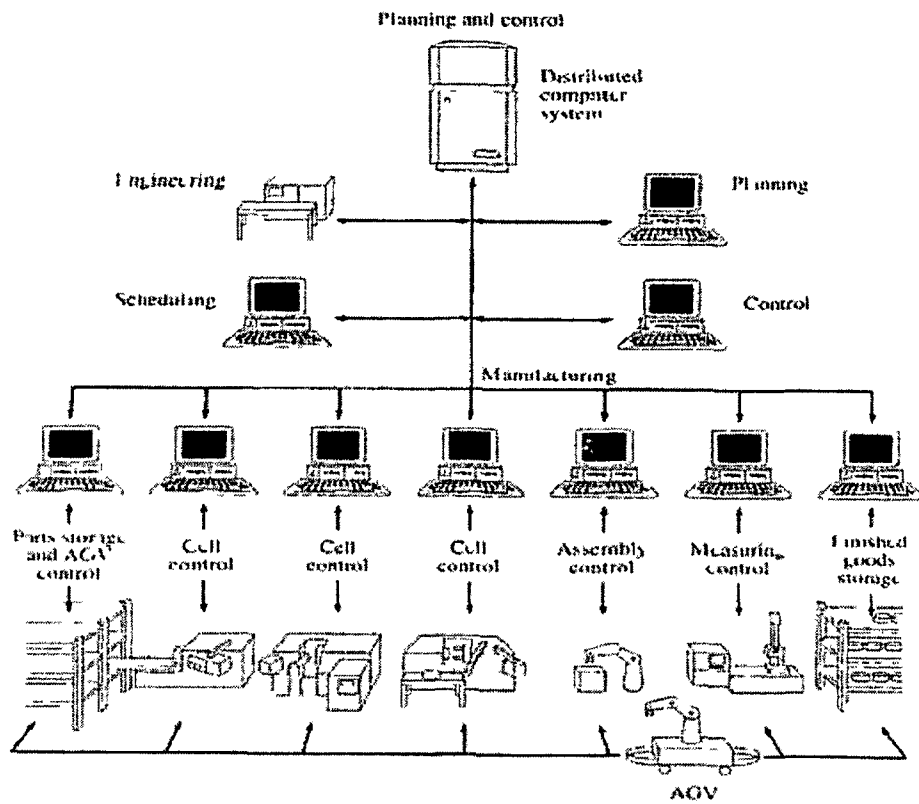 Planning and control
Distributed
computer
system
Engineering
Planning
Scheduling
Control
Manufacturing
Parts storage
and AGV
control
Cell
control
Cell
control
Cell
control
Assembly
control
Measuring
control
Finished
goods
storage
AGV